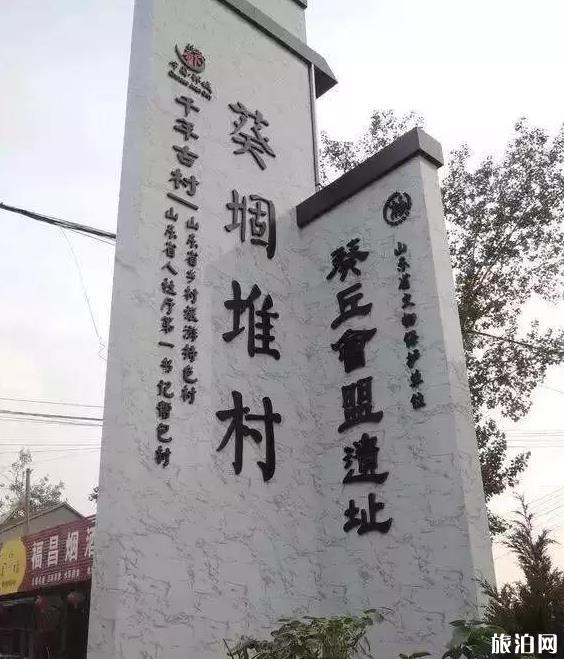 葵堌堆村
千年古村
山东省乡村旅游特色村
山东省人社厅第一书记帮包村
山东省文物保护单位
葵丘會盟遺址
福昌烟酒
旅泊网